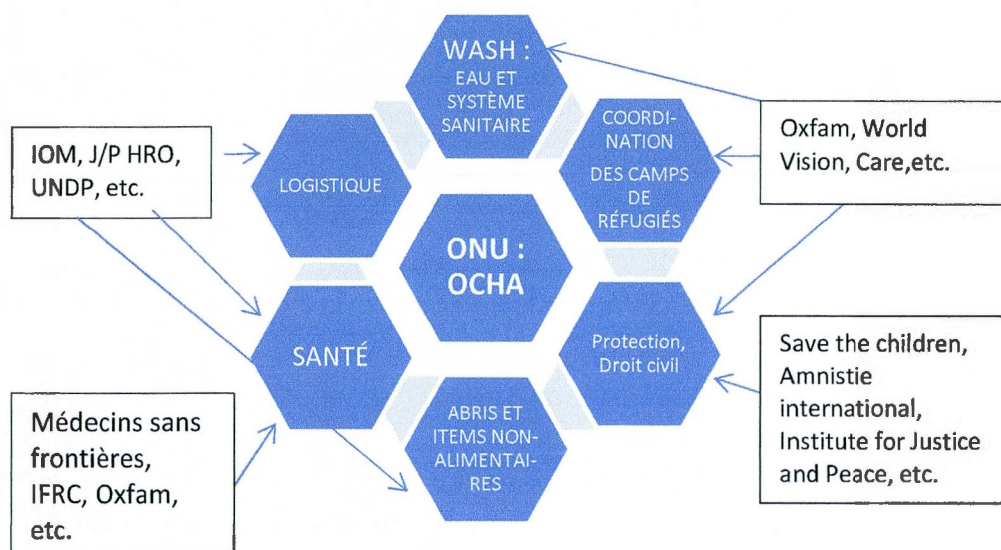 WASH :
EAU ET
SYSTÈME
SANITAIRE
COORDI-
NATION
DES CAMPS
DE
RÉFUGIÉS
Oxfam, World
Vision, Care,etc.
IOM, J/P HRO,
UNDP, etc.
LOGISTIQUE
ONU :
OCHA
SANTÉ
Protection,
Droit civil
Save the children,
Amnistie
international,
Institute for Justice
and Peace, etc.
Médecins sans
frontières,
IFRC, Oxfam,
etc.
ABRIS ET
ITEMS NON-
ALIMENTAI-
RES